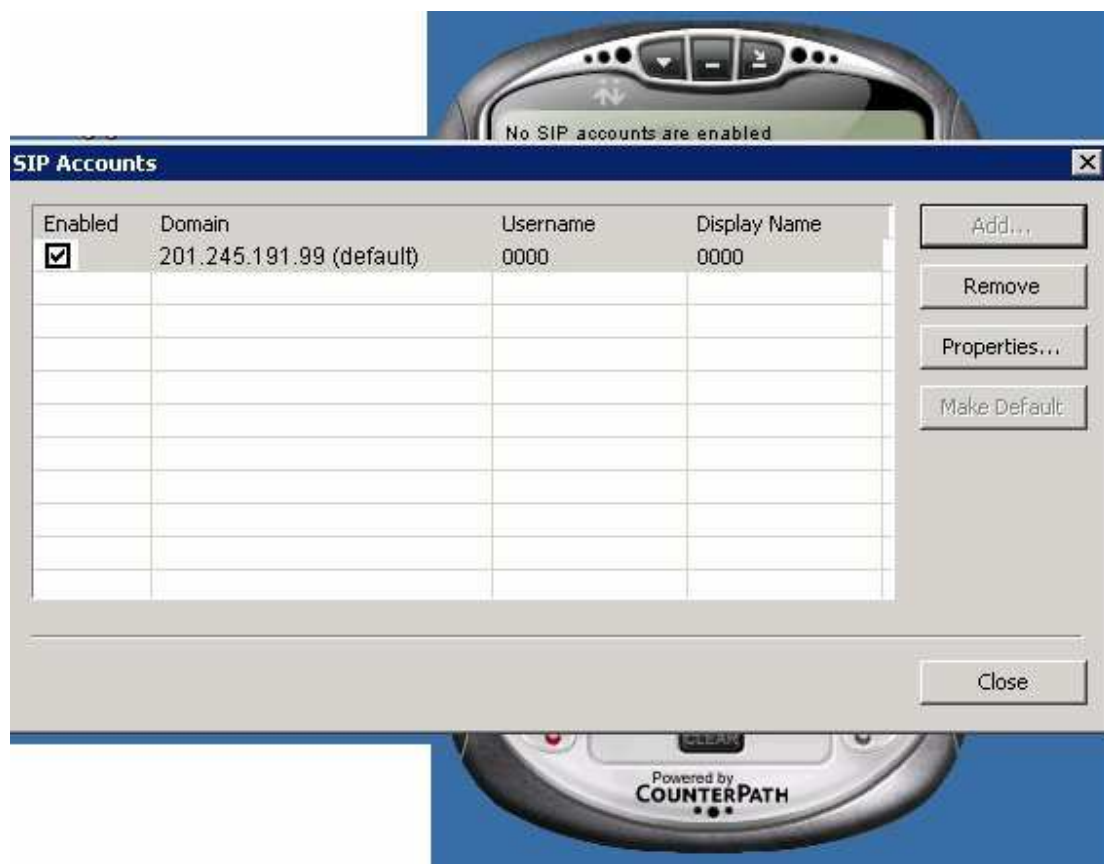 No SIP accounts are enabled
SIP Accounts
Enabled Domain Username Display Name
201.245.191.99 (default) 0000 0000
Add...
Remove
Properties...
Make Default
Close
CLEAR
Powered by
COUNTERPATH